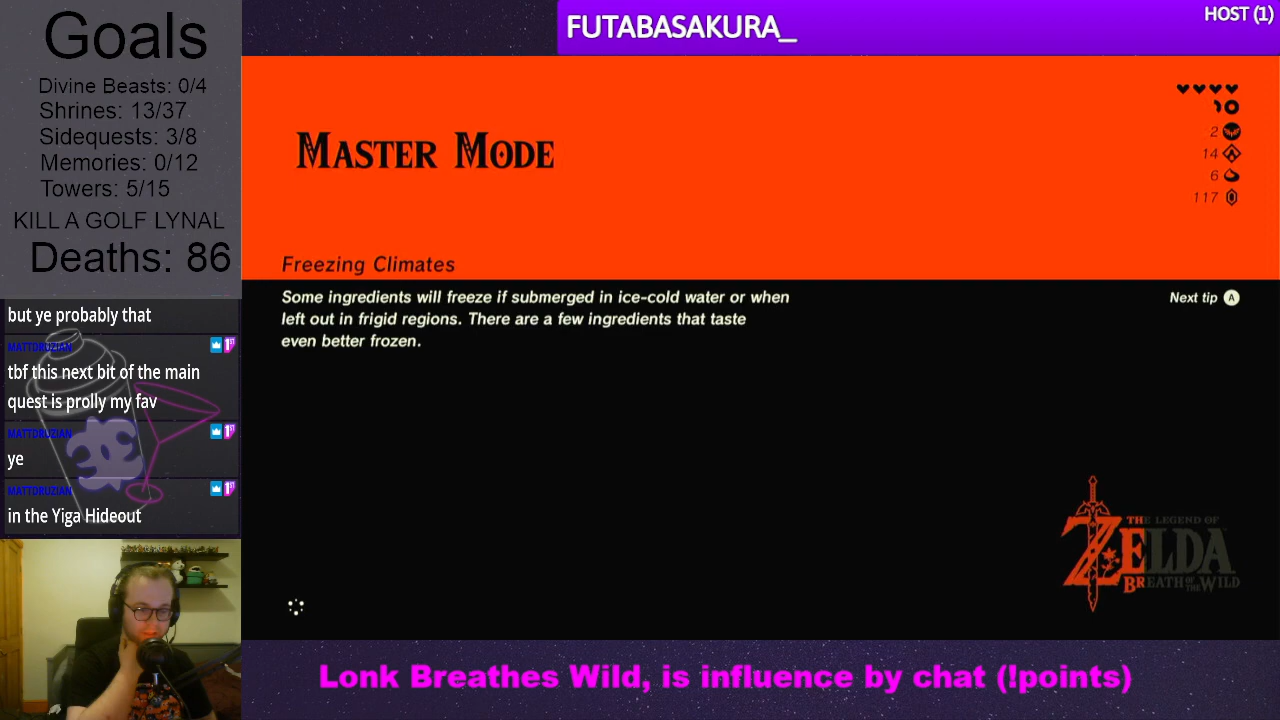 Goals
Divine Beasts: 0/4
Shrines: 13/37
Sidequests: 3/8
Memories: 0/12
Towers: 5/15
KILL A GOLF LYNAL
Deaths: 86
but ye probably that
MATTDRUZIAN
tbf this next bit of the main
quest is prolly my fav
MATTDRUZIAN
ye
MATTDRUZIAN
in the Yiga Hideout
FUTABASAKURA_
HOST (1)
MASTER MODE
2
14
6
117
Freezing Climates
Some ingredients will freeze if submerged in ice-cold water or when
left out in frigid regions. There are a few ingredients that taste
even better frozen.
Next tip A
THE LEGEND OF
ZELDA
BREATH OF THE WILD
Lonk Breathes Wild, is influence by chat (!points)